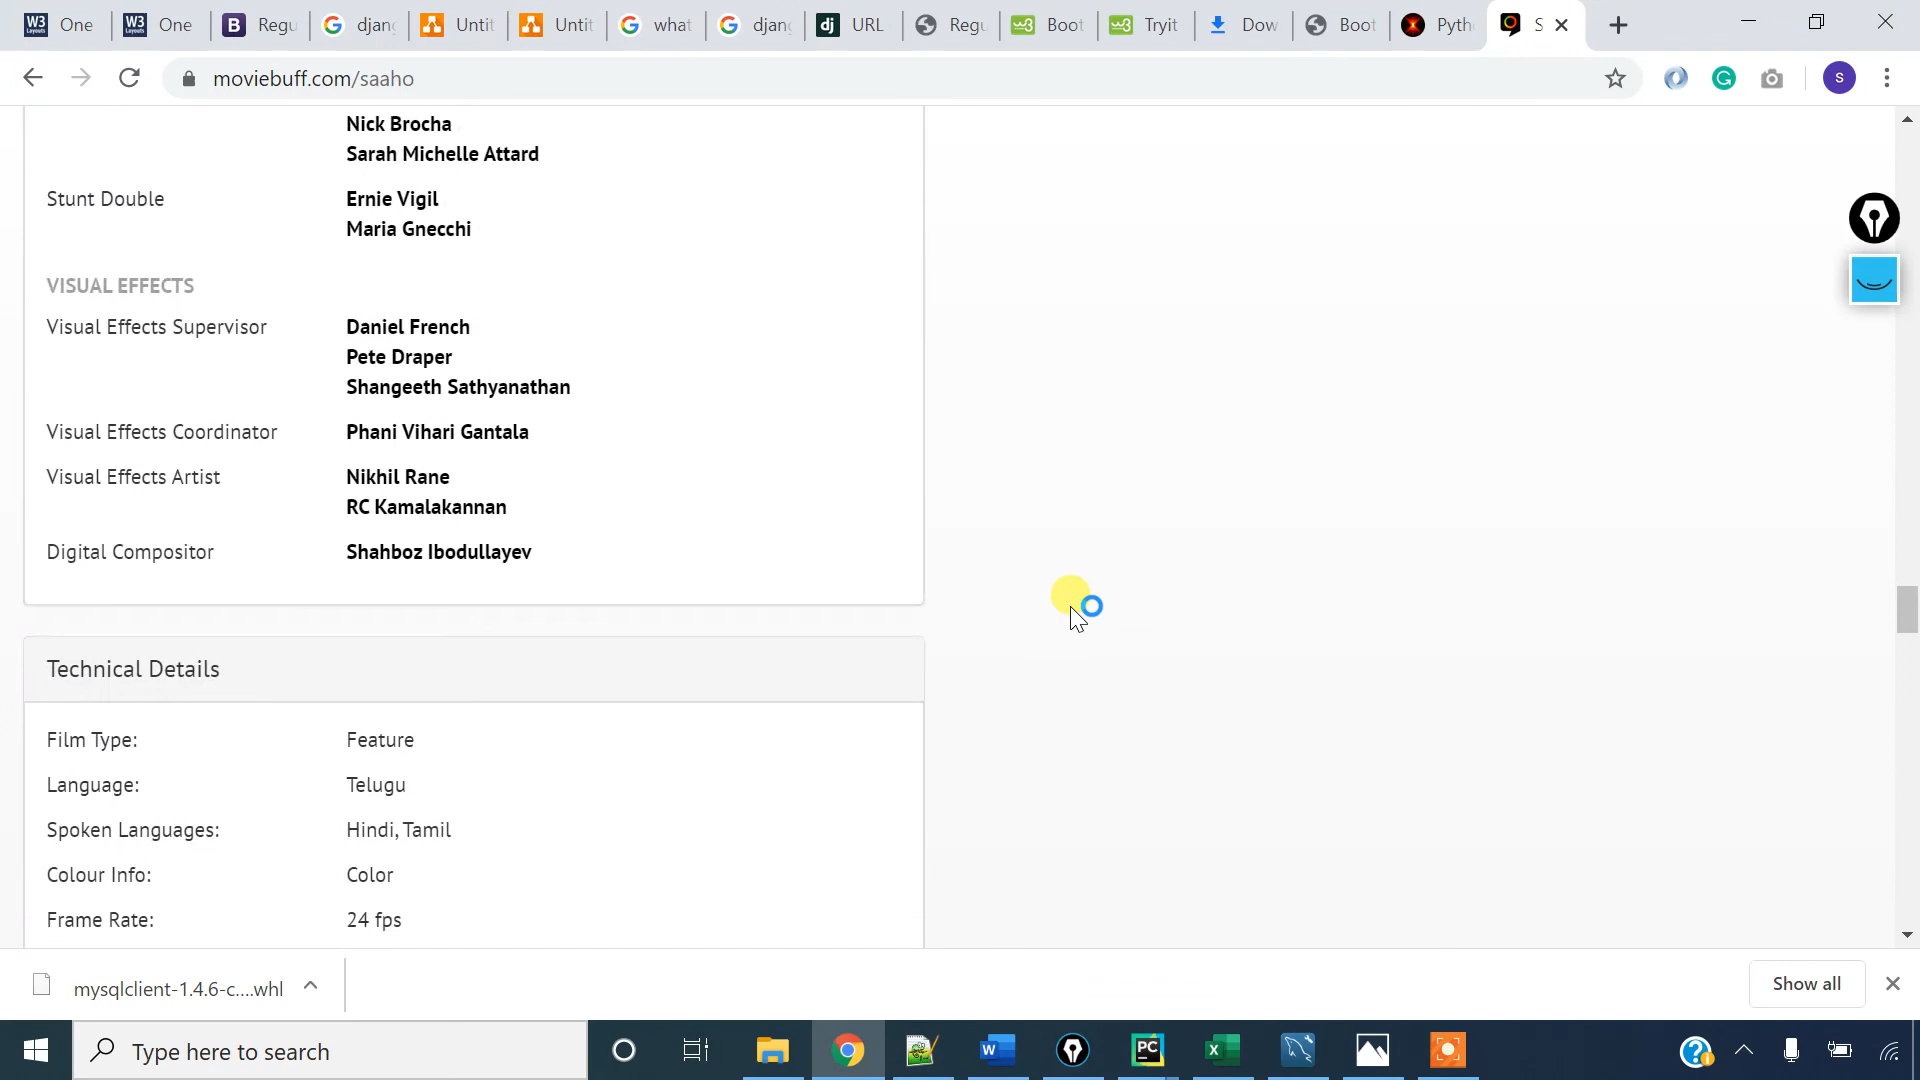 One
One
Regu
djang
Untit
Untit
what
djang
URL
Regu
Boot
Tryit
Dow
Boot
Pyth
S
moviebuff.com/saaho
Nick Brocha
Sarah Michelle Attard
Stunt Double Ernie Vigil
Maria Gnecchi
VISUAL EFFECTS
Visual Effects Supervisor Daniel French
Pete Draper
Shangeeth Sathyanathan
Visual Effects Coordinator Phani Vihari Gantala
Visual Effects Artist Nikhil Rane
RC Kamalakannan
Digital Compositor Shahboz Ibodullayev
Technical Details
Film Type: Feature
Language: Telugu
Spoken Languages: Hindi, Tamil
Colour Info: Color
Frame Rate: 24 fps
mysqlclient-1.4.6-c....whl
Show all
Type here to search